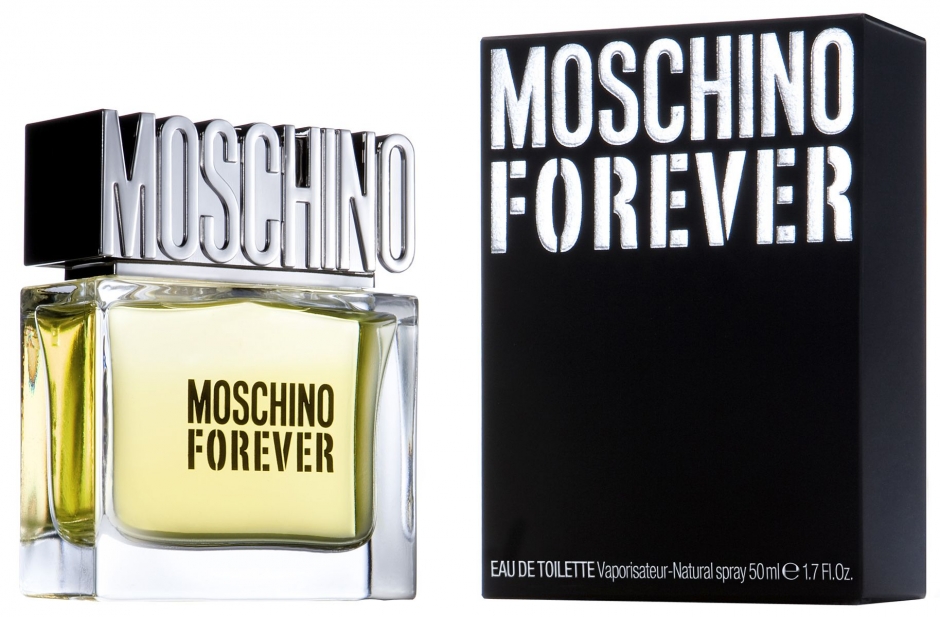 MOSCHINO
MOSCHINO
FOREVER
MOSCHINO
FOREVER
EAU DE TOILETTE Vaporisateur-Natural spray 50 ml ℮ 1.7 Fl.Oz.